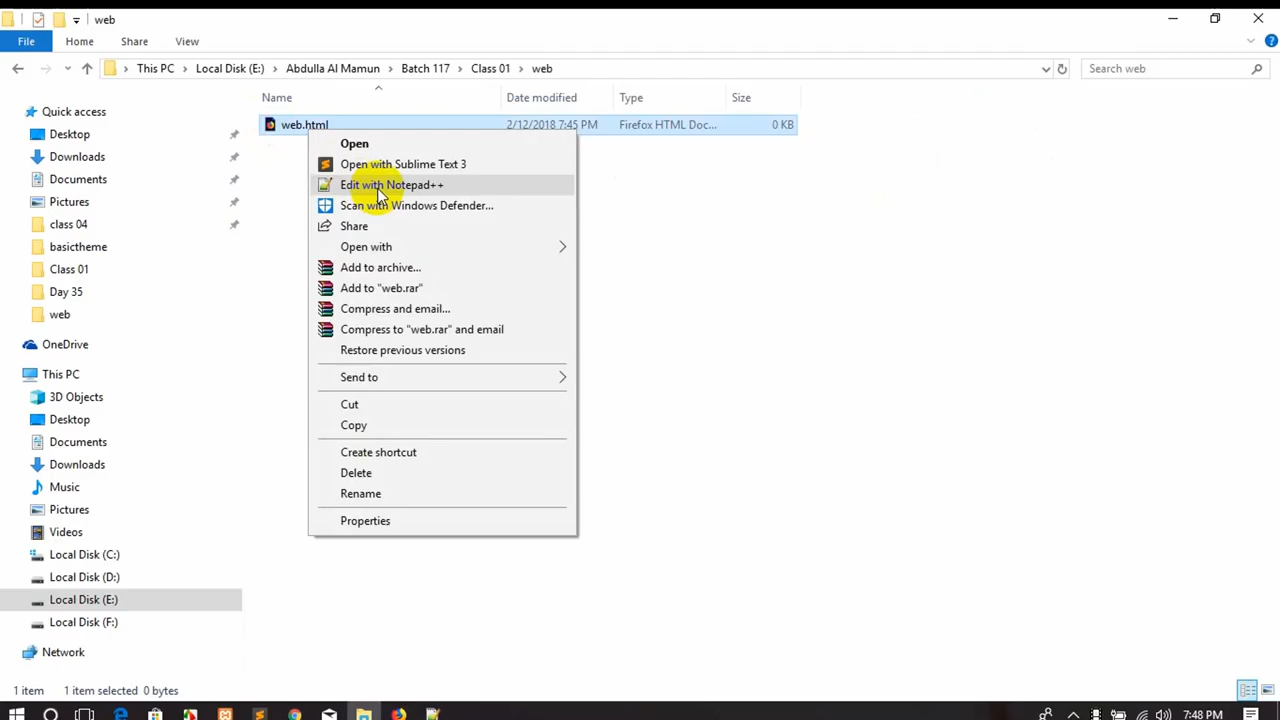 web
File Home Share View
This PC Local Disk (E:) Abdulla Al Mamun Batch 117 Class 01 web Search web
Name Date modified Type Size
web.html 2/12/2018 7:45 PM Firefox HTML Doc... 0 KB
Quick access
Desktop
Downloads
Documents
Pictures
class 04
basictheme
Class 01
Day 35
web
OneDrive
This PC
3D Objects
Desktop
Documents
Downloads
Music
Pictures
Videos
Local Disk (C:)
Local Disk (D:)
Local Disk (E:)
Local Disk (F:)
Network
Open
Open with Sublime Text 3
Edit with Notepad++
Scan with Windows Defender...
Share
Open with
Add to archive...
Add to "web.rar"
Compress and email...
Compress to "web.rar" and email
Restore previous versions
Send to
Cut
Copy
Create shortcut
Delete
Rename
Properties
1 item 1 item selected 0 bytes
7:48 PM